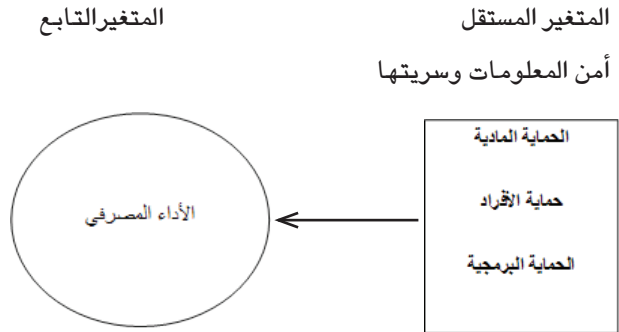 المتغير المستقل
المتغير التابع
أمن المعلومات وسريتها
الحماية المادية
حماية الأفراد
الحماية البرمجية
الأداء المصرفي